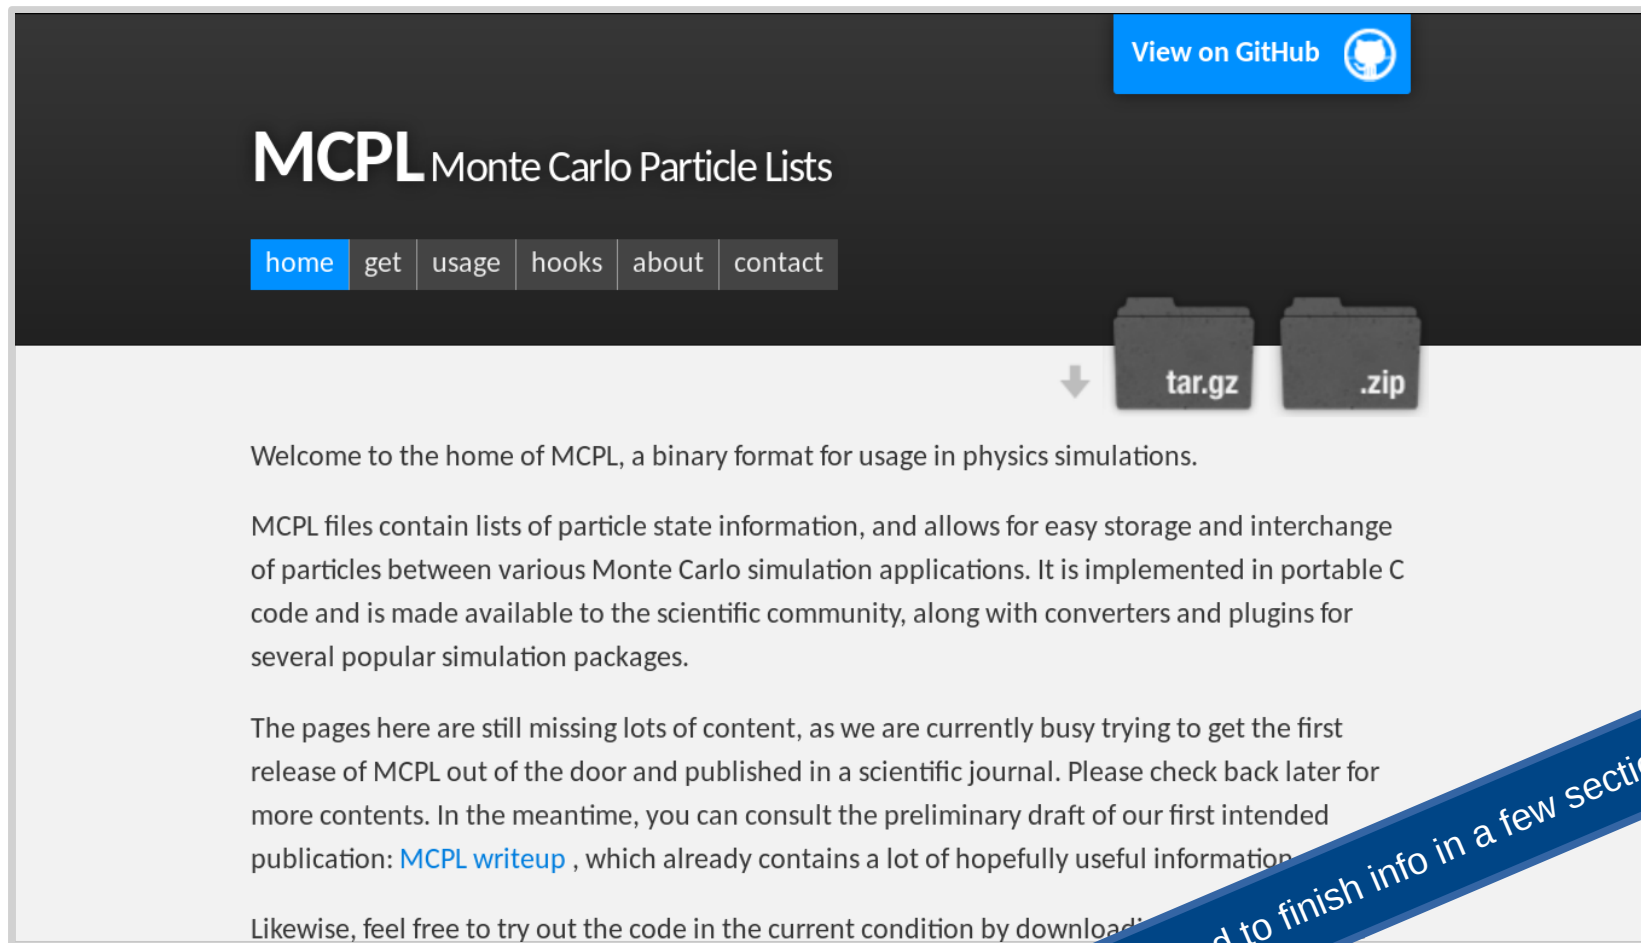 View on GitHub
MCPL Monte Carlo Particle Lists
home get usage hooks about contact
tar.gz .zip
Welcome to the home of MCPL, a binary format for usage in physics simulations.
MCPL files contain lists of particle state information, and allows for easy storage and interchange
of particles between various Monte Carlo simulation applications. It is implemented in portable C
code and is made available to the scientific community, along with converters and plugins for
several popular simulation packages.
The pages here are still missing lots of content, as we are currently busy trying to get the first
release of MCPL out of the door and published in a scientific journal. Please check back later for
more contents. In the meantime, you can consult the preliminary draft of our first intended
publication: MCPL writeup , which already contains a lot of hopefully useful information
Likewise, feel free to try out the code in the current condition by
to finish info in a few